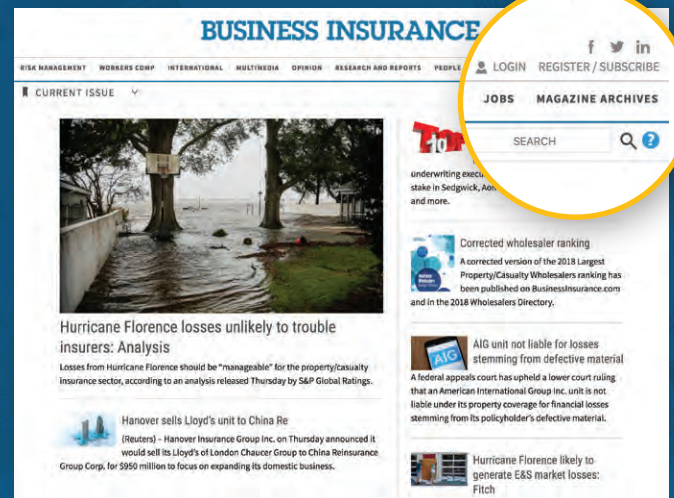 BUSINESS INSURANCE
f in
LOGIN REGISTER / SUBSCRIBE
RISK MANAGEMENT WORKERS COMP INTERNATIONAL MULTIMEDIA OPINION RESEARCH AND REPORTS PEOPLE
JOBS MAGAZINE ARCHIVES
CURRENT ISSUE
SEARCH ?
TOP
10
underwriting
stake in Sedgwick,
and more.
Corrected wholesaler ranking
A corrected version of the 2018 Largest
Property/Casualty Wholesalers ranking has
been published on BusinessInsurance.com
and in the 2018 Wholesalers Directory.
Hurricane Florence losses unlikely to trouble
insurers: Analysis
Losses from Hurricane Florence should be "manageable" for the property/casualty
insurance sector, according to an analysis released Thursday by S&P Global Ratings.
AIG
AIG unit not liable for losses
stemming from defective material
A federal appeals court has upheld a lower court ruling
that an American International Group Inc. unit is not
liable under its property coverage for financial losses
stemming from its policyholder's defective material.
Hanover sells Lloyd's unit to China Re
(Reuters) – Hanover Insurance Group Inc. on Thursday announced it
would sell its Lloyd's of London Chaucer Group to China Reinsurance
Group Corp. for $950 million to focus on expanding its domestic business.
Hurricane Florence likely to
generate E&S market losses:
Fitch